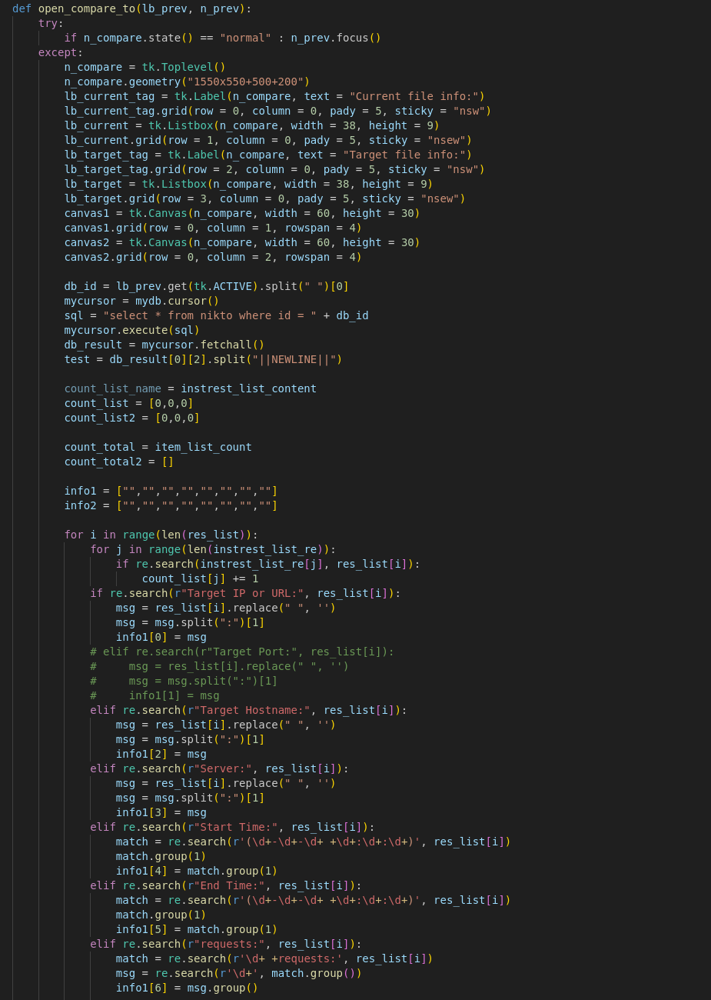 def open_compare_to(lb_prev, n_prev):
    try:
        if n_compare.state() == "normal" : n_prev.focus()
    except:
        n_compare = tk.Toplevel()
        n_compare.geometry("1550x550+500+200")
        lb_current_tag = tk.Label(n_compare, text = "Current file info:")
        lb_current_tag.grid(row = 0, column = 0, pady = 5, sticky = "nsw")
        lb_current = tk.Listbox(n_compare, width = 38, height = 9)
        lb_current.grid(row = 1, column = 0, pady = 5, sticky = "nsew")
        lb_target_tag = tk.Label(n_compare, text = "Target file info:")
        lb_target_tag.grid(row = 2, column = 0, pady = 5, sticky = "nsw")
        lb_target = tk.Listbox(n_compare, width = 38, height = 9)
        lb_target.grid(row = 3, column = 0, pady = 5, sticky = "nsew")
        canvas1 = tk.Canvas(n_compare, width = 60, height = 30)
        canvas1.grid(row = 0, column = 1, rowspan = 4)
        canvas2 = tk.Canvas(n_compare, width = 60, height = 30)
        canvas2.grid(row = 0, column = 2, rowspan = 4)

        db_id = lb_prev.get(tk.ACTIVE).split(" ")[0]
        mycursor = mydb.cursor()
        sql = "select * from nikto where id = " + db_id
        mycursor.execute(sql)
        db_result = mycursor.fetchall()
        test = db_result[0][2].split("||NEWLINE||")

        count_list_name = instrest_list_content
        count_list = [0,0,0]
        count_list2 = [0,0,0]

        count_total = item_list_count
        count_total2 = []

        info1 = ["","","","","","","",""]
        info2 = ["","","","","","","",""]

        for i in range(len(res_list)):
            for j in range(len(instrest_list_re)):
                if re.search(instrest_list_re[j], res_list[i]):
                    count_list[j] += 1
            if re.search(r"Target IP or URL:", res_list[i]):
                msg = res_list[i].replace(" ", '')
                msg = msg.split(":")[1]
                info1[0] = msg
            # elif re.search(r"Target Port:", res_list[i]):
            #     msg = res_list[i].replace(" ", '')
            #     msg = msg.split(":")[1]
            #     info1[1] = msg
            elif re.search(r"Target Hostname:", res_list[i]):
                msg = res_list[i].replace(" ", '')
                msg = msg.split(":")[1]
                info1[2] = msg
            elif re.search(r"Server:", res_list[i]):
                msg = res_list[i].replace(" ", '')
                msg = msg.split(":")[1]
                info1[3] = msg
            elif re.search(r"Start Time:", res_list[i]):
                match = re.search(r'(\d+-\d+-\d+ +\d+:\d+:\d+)', res_list[i])
                match.group(1)
                info1[4] = match.group(1)
            elif re.search(r"End Time:", res_list[i]):
                match = re.search(r'(\d+-\d+-\d+ +\d+:\d+:\d+)', res_list[i])
                match.group(1)
                info1[5] = match.group(1)
            elif re.search(r"requests:", res_list[i]):
                match = re.search(r'\d+ +requests:', res_list[i])
                msg = re.search(r'\d+', match.group())
                info1[6] = msg.group()